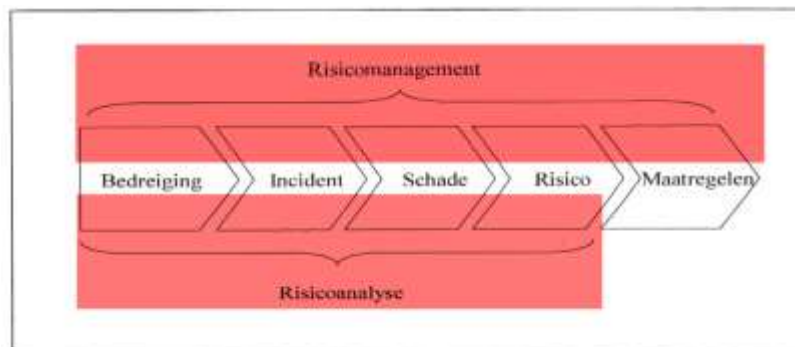 Risicomanagement
Bedreiging Incident Schade Risico Maatregelen
Risicoanalyse